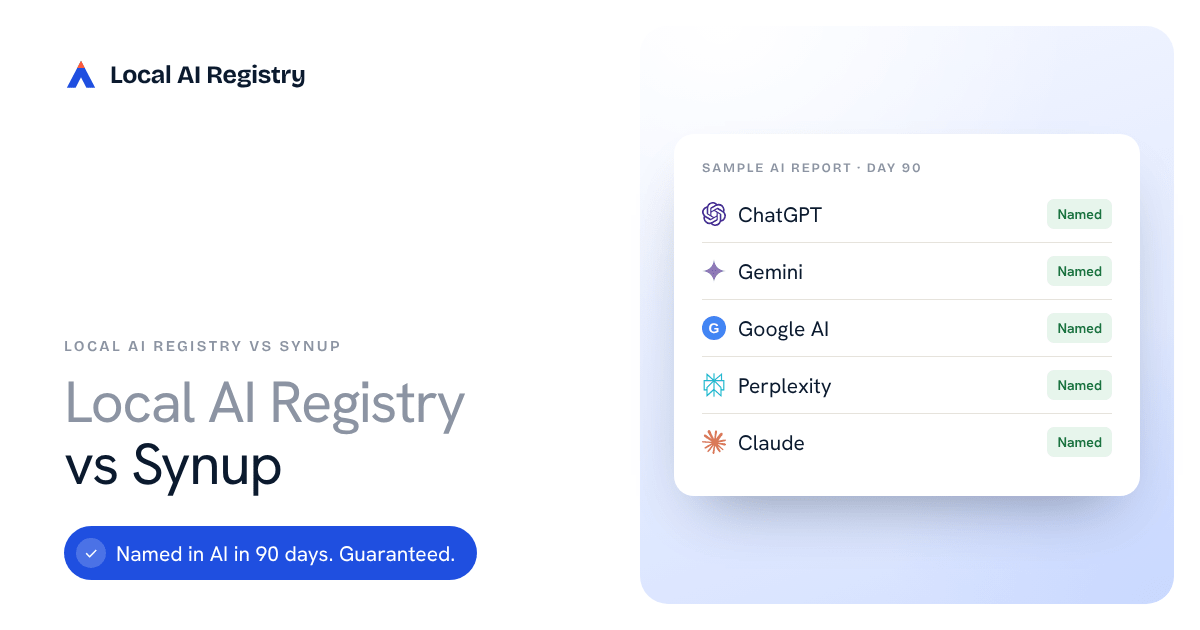 Local AI Registry
LOCAL AI REGISTRY VS SYNUP
Local AI Registry
vs Synup
Named in AI in 90 days. Guaranteed.
SAMPLE AI REPORT · DAY 90
ChatGPT Named
Gemini Named
G Google AI Named
Perplexity Named
Claude Named